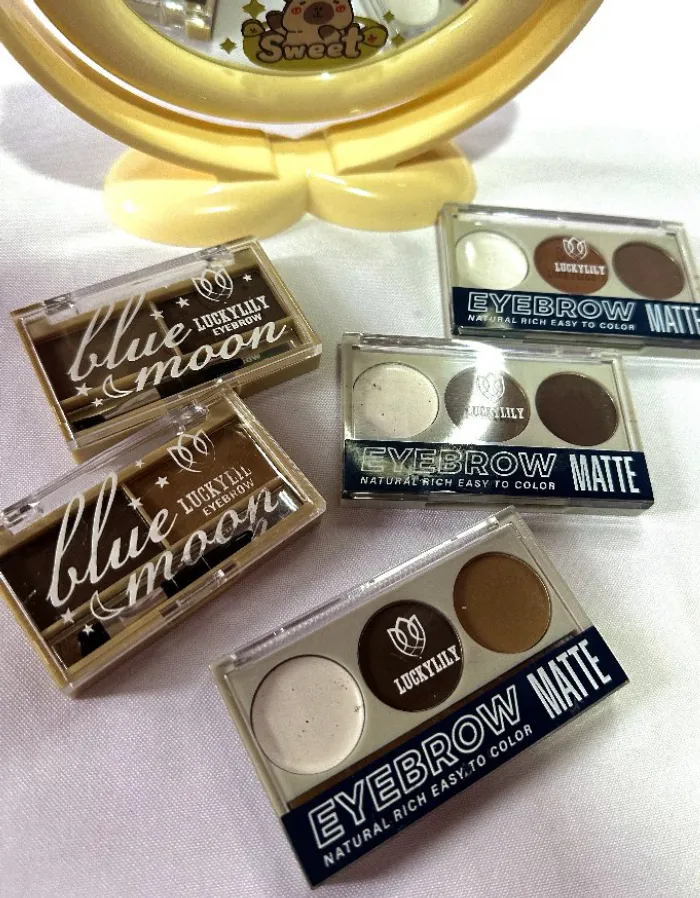 Sweet
LUCKYLILY
EYEBROW
blue
moon
LUCKYLIL
EYEBROW
blue
moon
LUCKYLILY
EYEBROW
NATURAL RICH EASY TO COLOR
MATTE
LUCKYLILY
EYEBROW
NATURAL RICH EASY TO COLOR
MATTE
LUCKYLILY
EYEBROW
NATURAL RICH EASY TO COLOR
MATTE